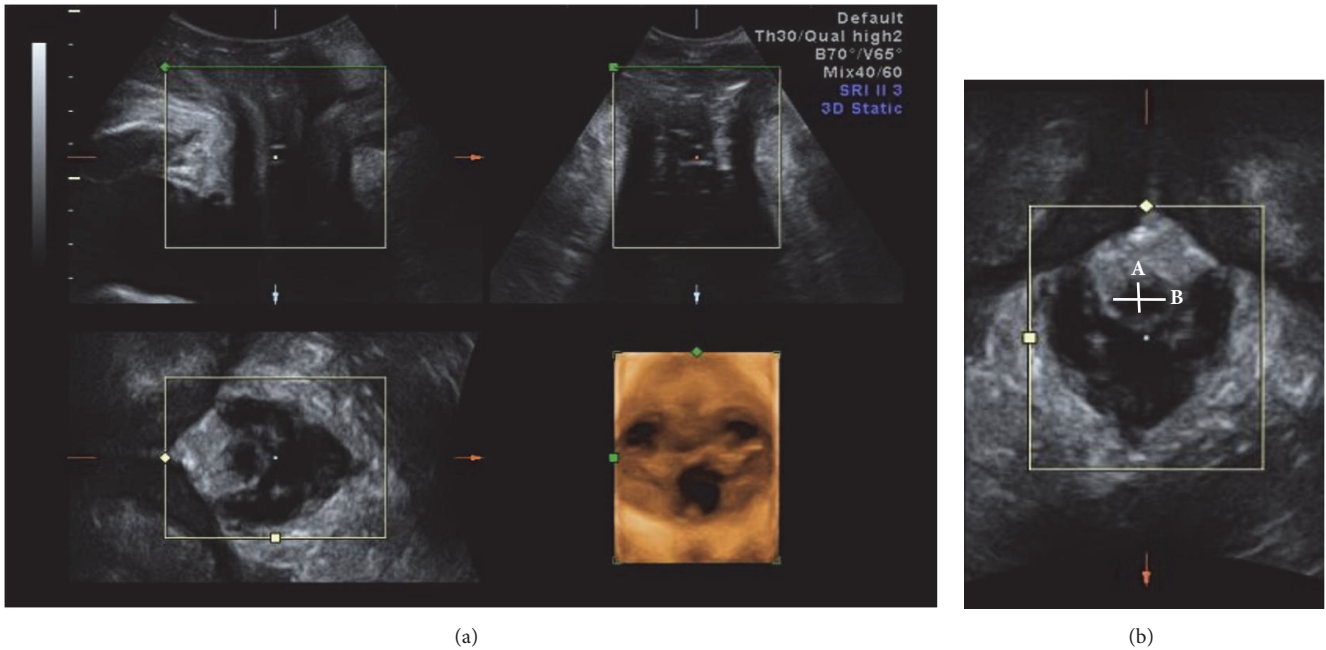 Default
Th30/Qual high2
B70°/V65°
Mix40/60
SRI II 3
3D Static
A
B
(a)
(b)